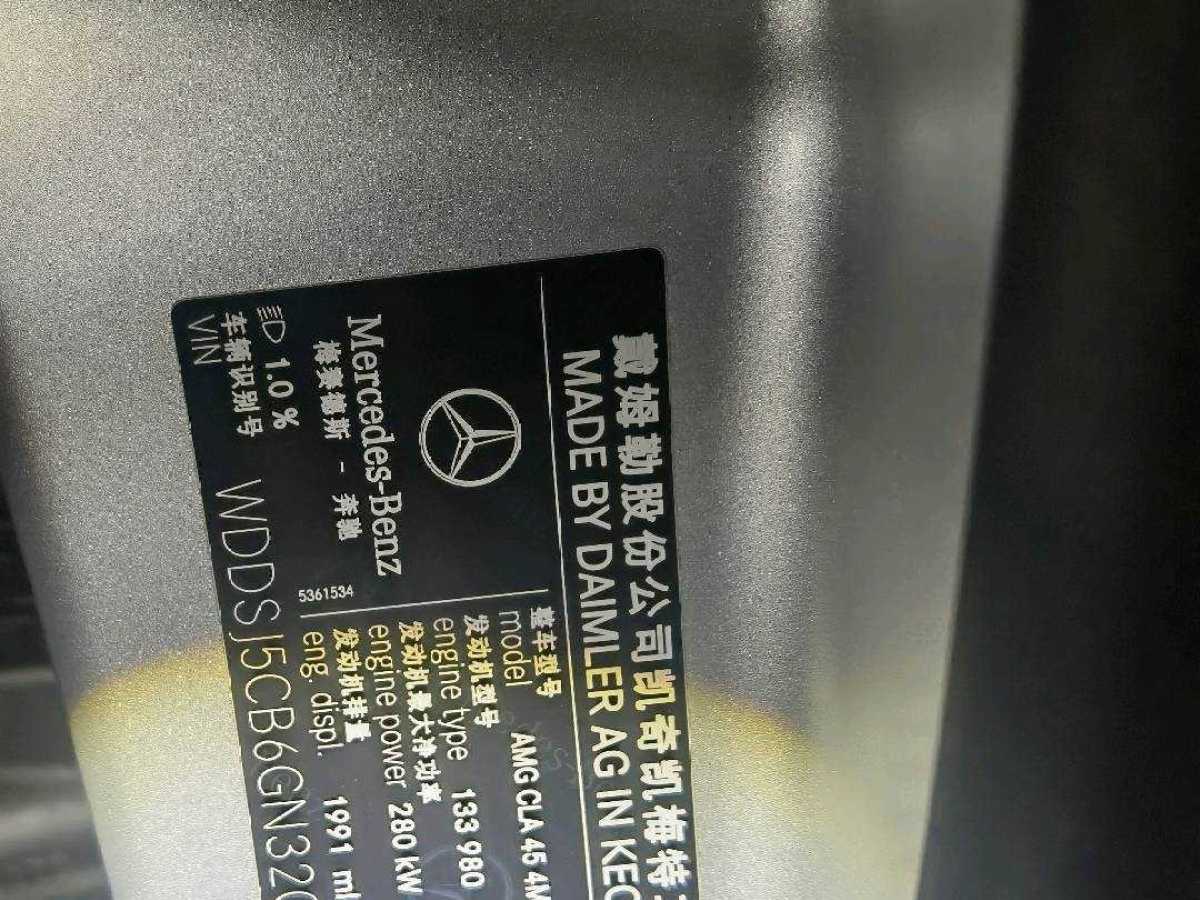 戴姆勒股份公司凯奇凯梅特
MADE BY DAIMLER AG IN KEC
Mercedes-Benz
梅赛德斯 - 奔驰
5361534
整车型号
model AMG CLA 45 4M
发动机型号
engine type 133 980
发动机最大净功率
engine power 280 kW
发动机排量
eng. displ. 1991 ml
1.0 %
车辆识别号
VIN WDDSJ5CB6GN32